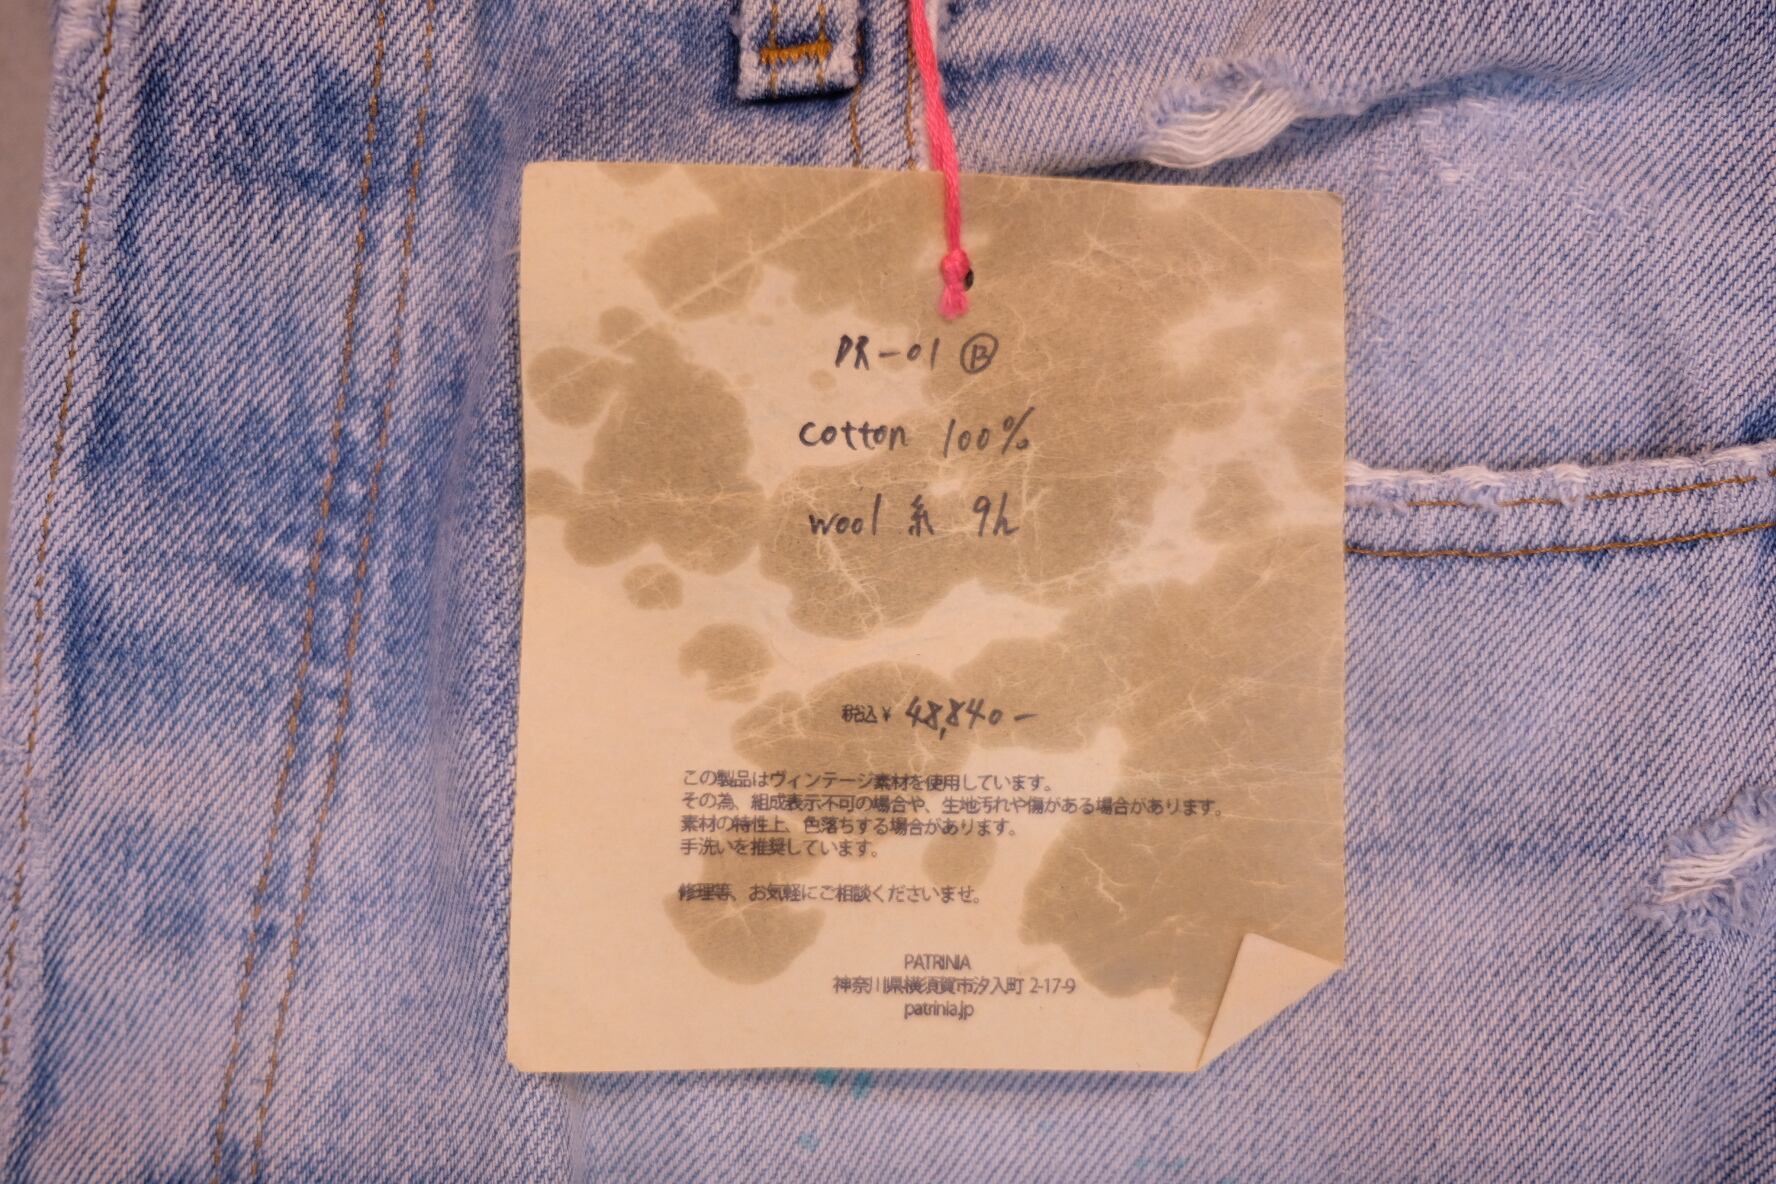 PR-01 Ⓑ
cotton 100%
wool 糸 9h
税込¥ 48,840-
この製品はヴィンテージ素材を使用しています。
その為、組成表示不可の場合や、生地汚れや傷がある場合があります。
素材の特性上、色落ちする場合があります。
手洗いを推奨しています。
修理等、お気軽にご相談くださいませ。
PATRINIA
神奈川県横須賀市汐入町 2-17-9
patrinia.jp